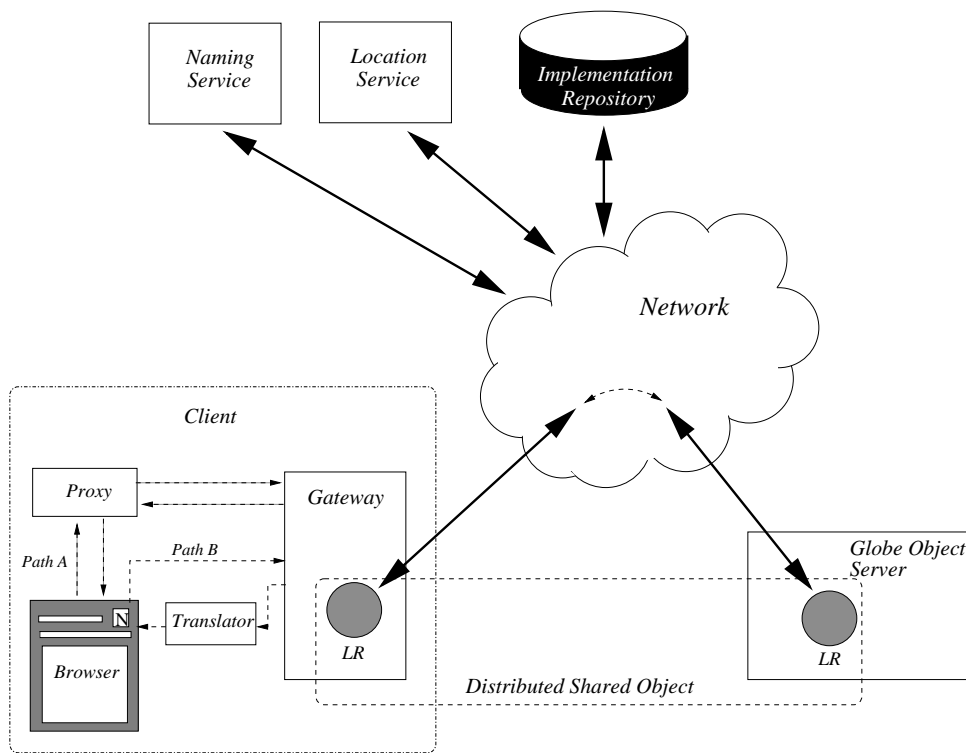 Naming
Service
Location
Service
Implementation
Repository
Network
Client
Proxy
Gateway
Path A
Path B
Globe Object
Server
N
Translator
Browser
LR
LR
Distributed Shared Object